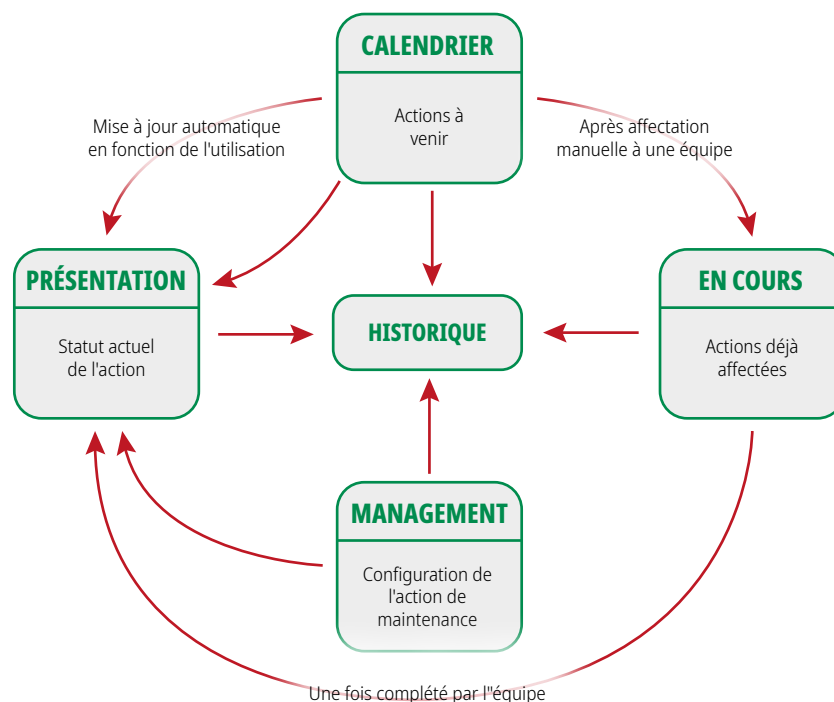 CALENDRIER
Actions à
venir
Mise à jour automatique
en fonction de l'utilisation
Après affectation
manuelle à une équipe
PRÉSENTATION
Statut actuel
de l'action
HISTORIQUE
EN COURS
Actions déjà
affectées
MANAGEMENT
Configuration de
l'action de
maintenance
Une fois complété par l"équipe